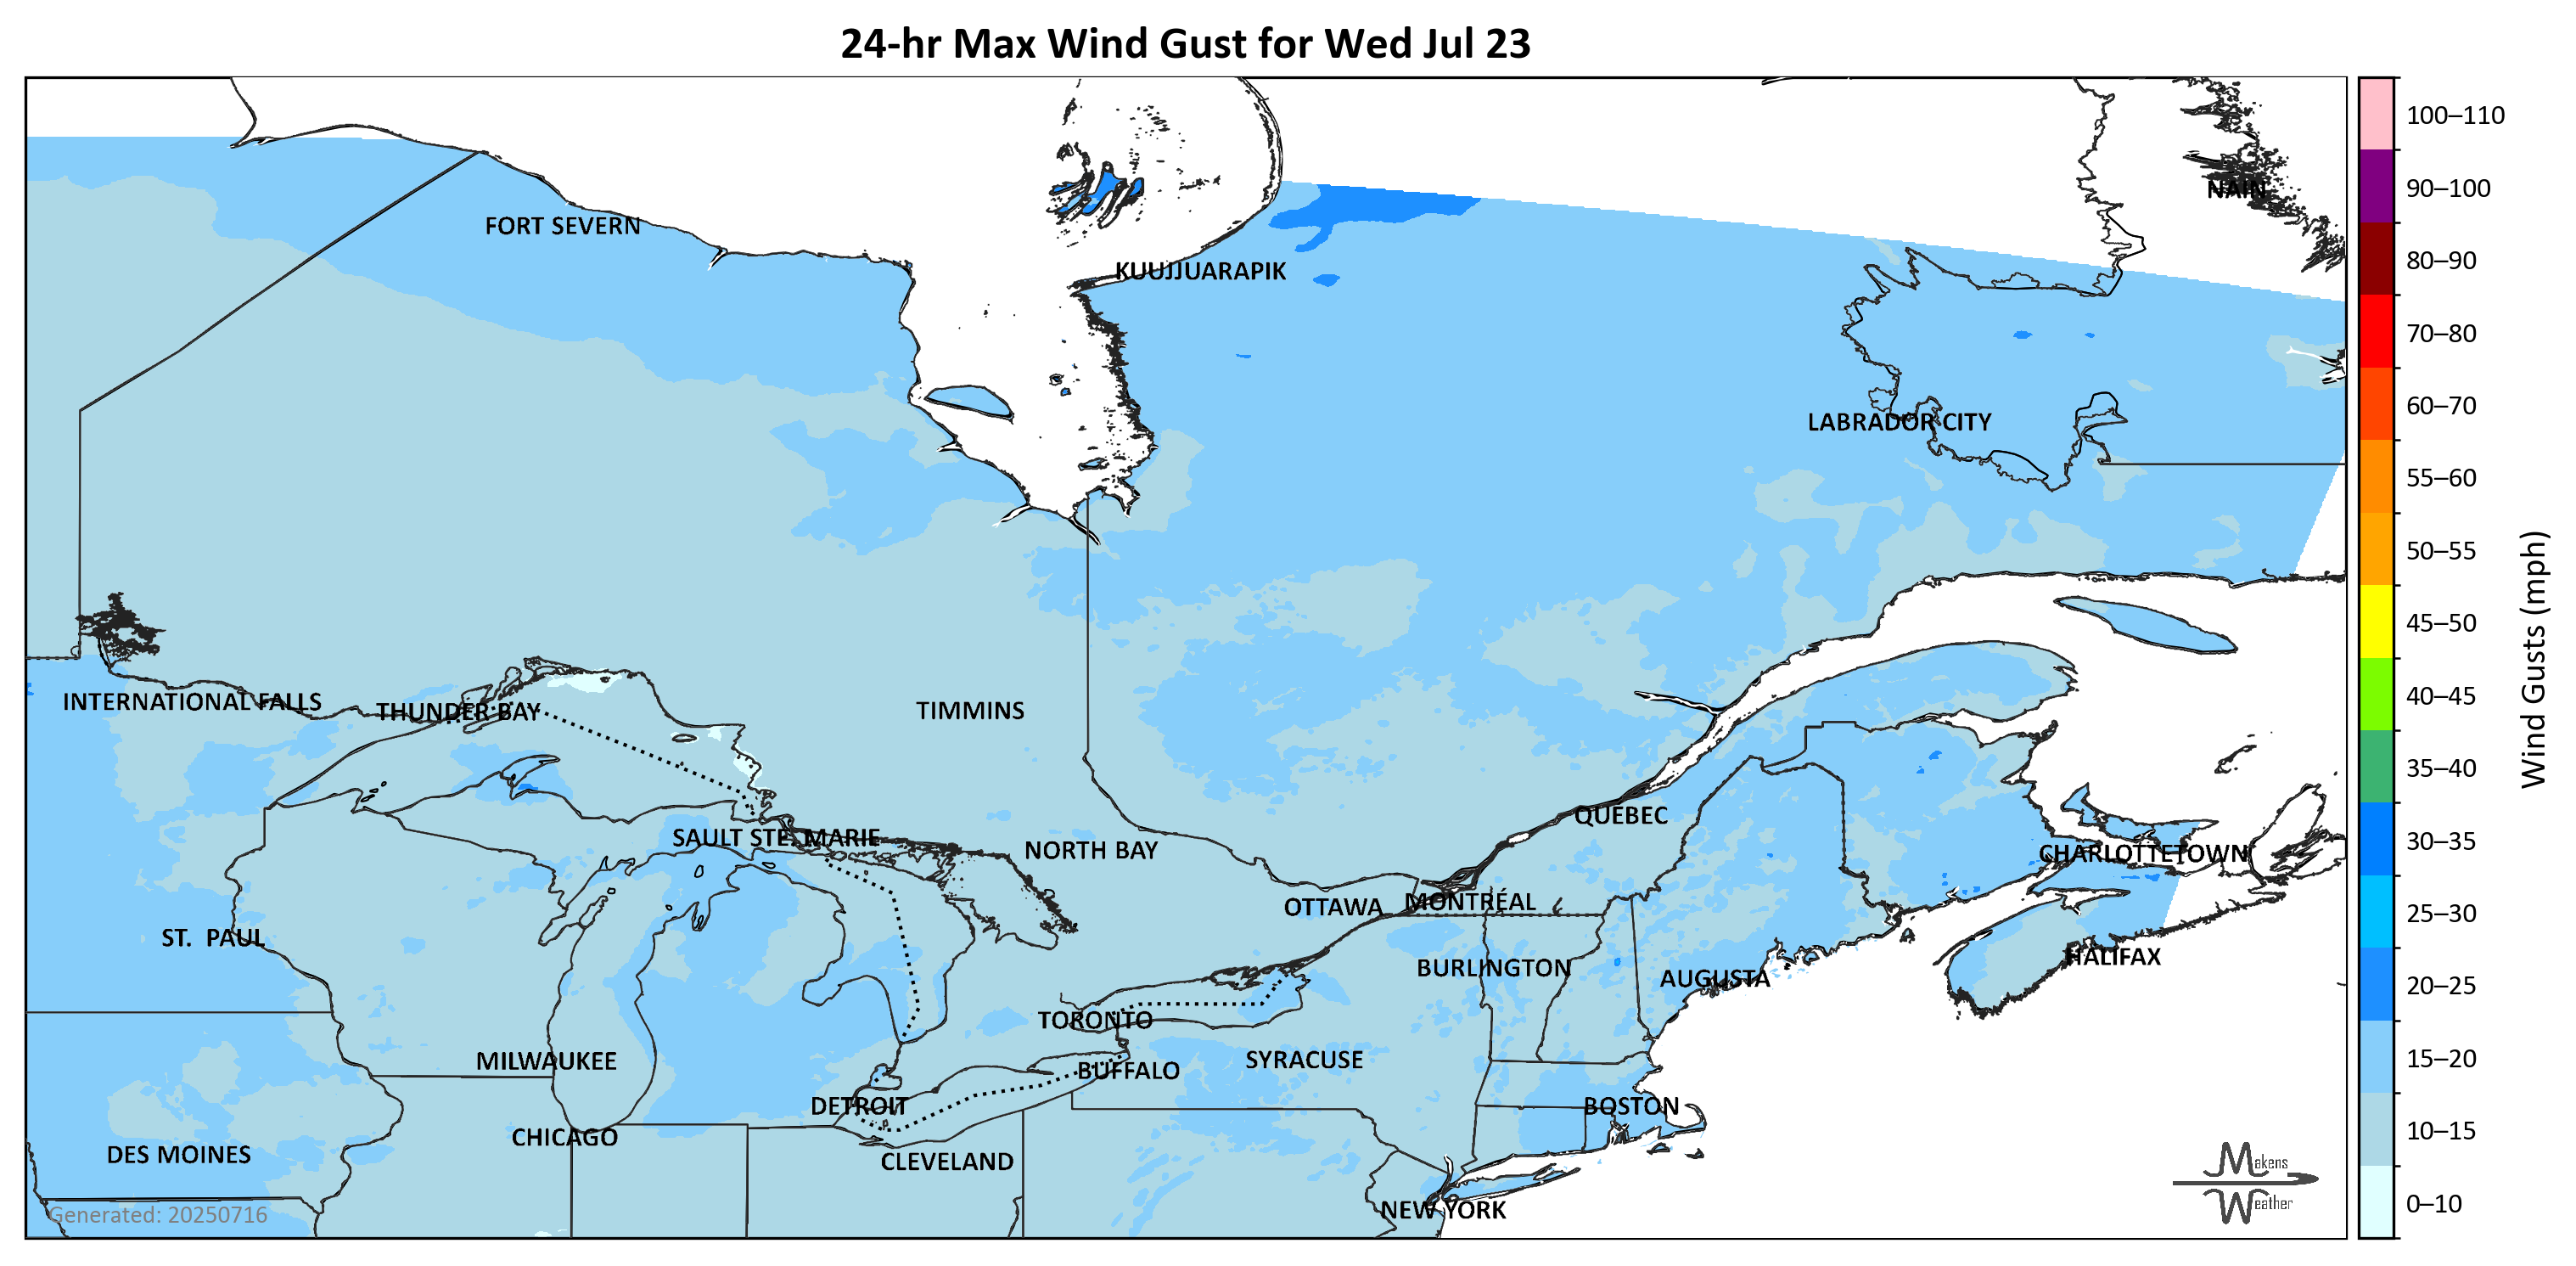 24-hr Max Wind Gust for Wed Jul 23
100–110
90–100
NAIN
FORT SEVERN
80–90
KUUJJUARAPIK
70–80
60–70
LABRADOR CITY
55–60
50–55
45–50
Wind Gusts (mph)
INTERNATIONAL FALLS
THUNDER BAY
TIMMINS
40–45
35–40
QUEBEC
SAULT STE. MARIE
NORTH BAY
CHARLOTTETOWN
30–35
OTTAWA
MONTRÉAL
25–30
ST. PAUL
HALIFAX
BURLINGTON
AUGUSTA
20–25
TORONTO
MILWAUKEE
SYRACUSE
15–20
BUFFALO
DETROIT
BOSTON
10–15
CHICAGO
DES MOINES
CLEVELAND
Makens
Weather
0–10
NEW YORK
Generated: 20250716